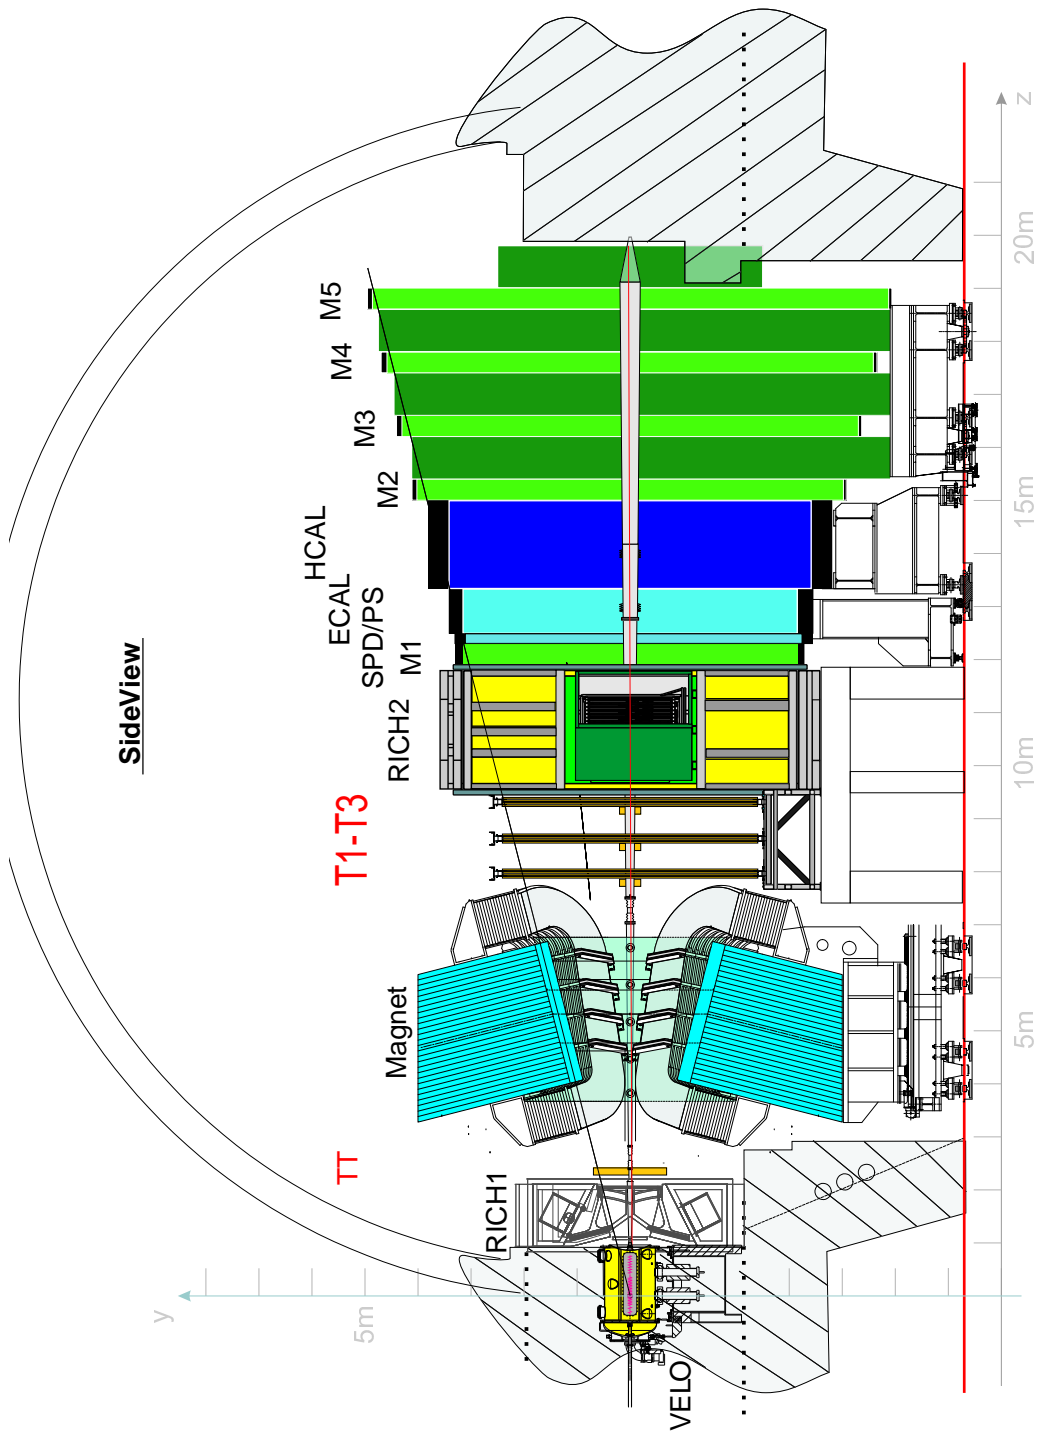 SideView
VELO
RICH1
TT
Magnet
T1-T3
RICH2
M1
SPD/PS
ECAL
HCAL
M2
M3
M4
M5
y
5m
5m
10m
15m
20m
z